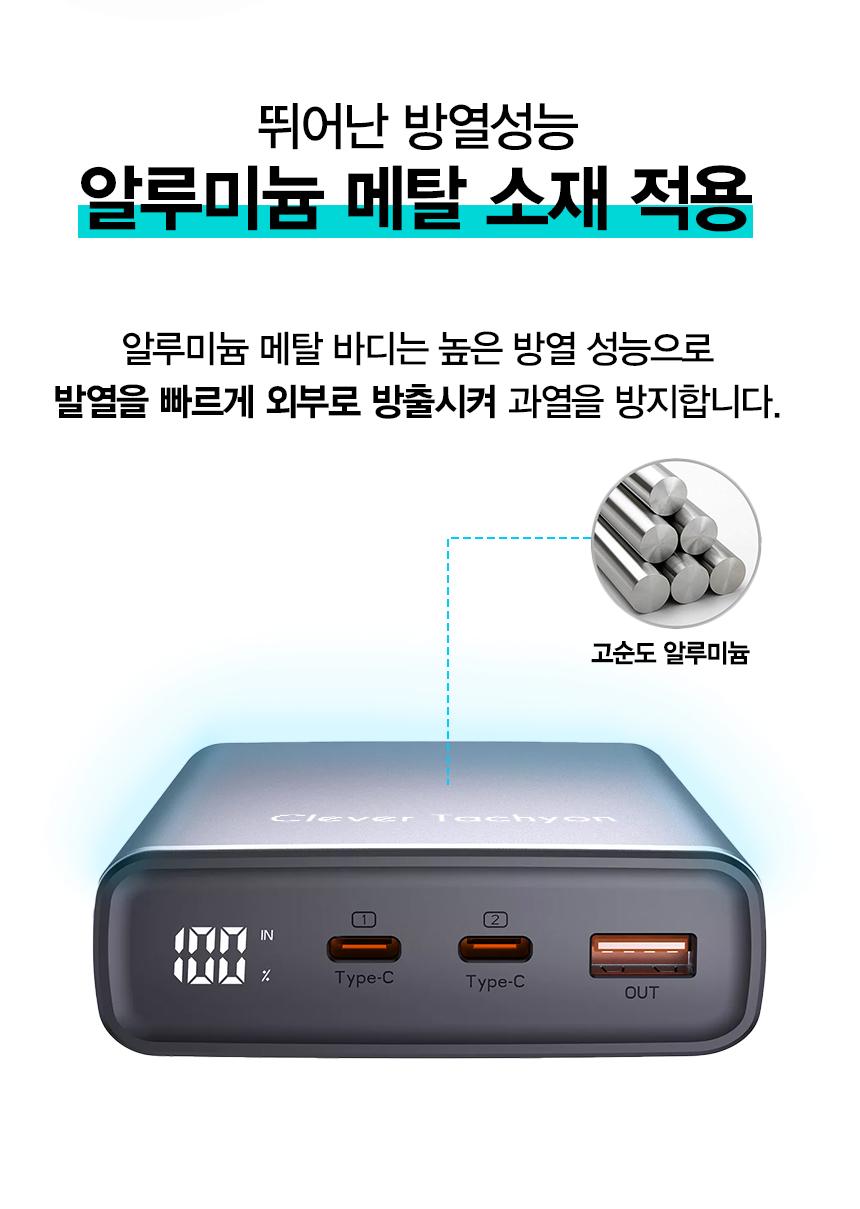 뛰어난 방열성능
알루미늄 메탈 소재 적용
알루미늄 메탈 바디는 높은 방열 성능으로
발열을 빠르게 외부로 방출시켜 과열을 방지합니다.
고순도 알루미늄
Clever Tachyon
100 IN %
1 2
Type-C Type-C OUT